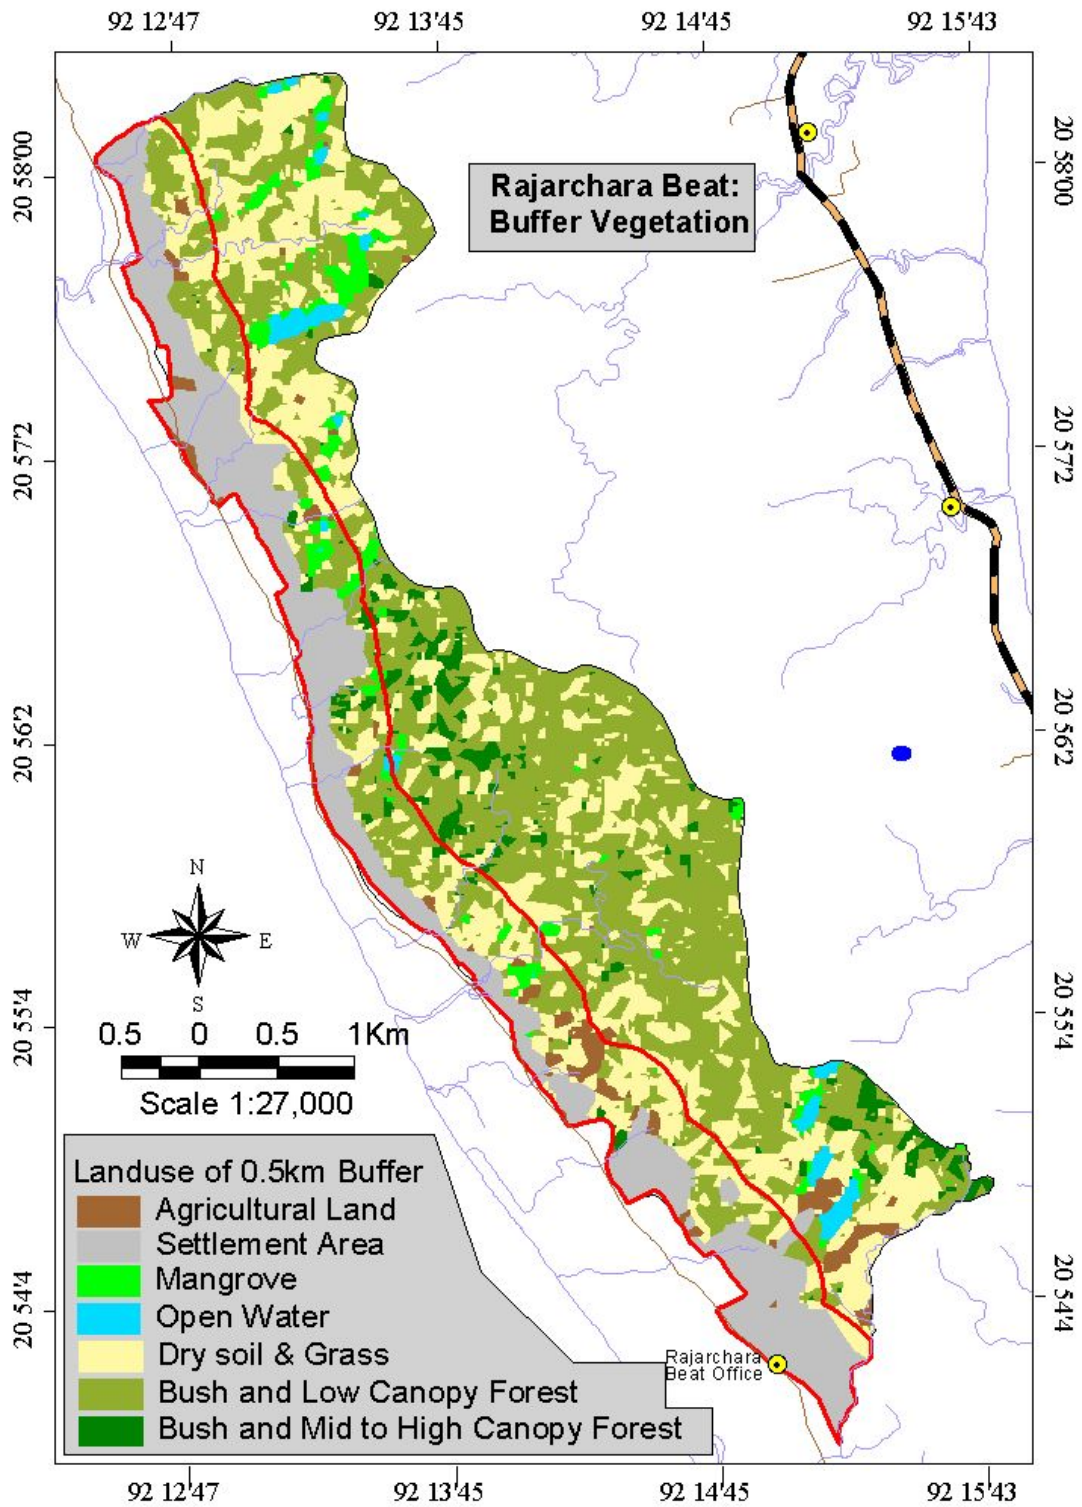 92 12'47 92 13'45 92 14'45 92 15'43
20 58'00
20 58'00
Rajarchara Beat:
Buffer Vegetation
20 57'2
20 57'2
20 56'2
20 56'2
N
W E
S
20 55'4
20 55'4
0.5 0 0.5 1Km
Scale 1:27,000
Landuse of 0.5km Buffer
Agricultural Land
Settlement Area
Mangrove
Open Water
Dry soil & Grass
Bush and Low Canopy Forest
Bush and Mid to High Canopy Forest
20 54'4
20 54'4
Rajarchara
Beat Office
92 12'47 92 13'45 92 14'45 92 15'43